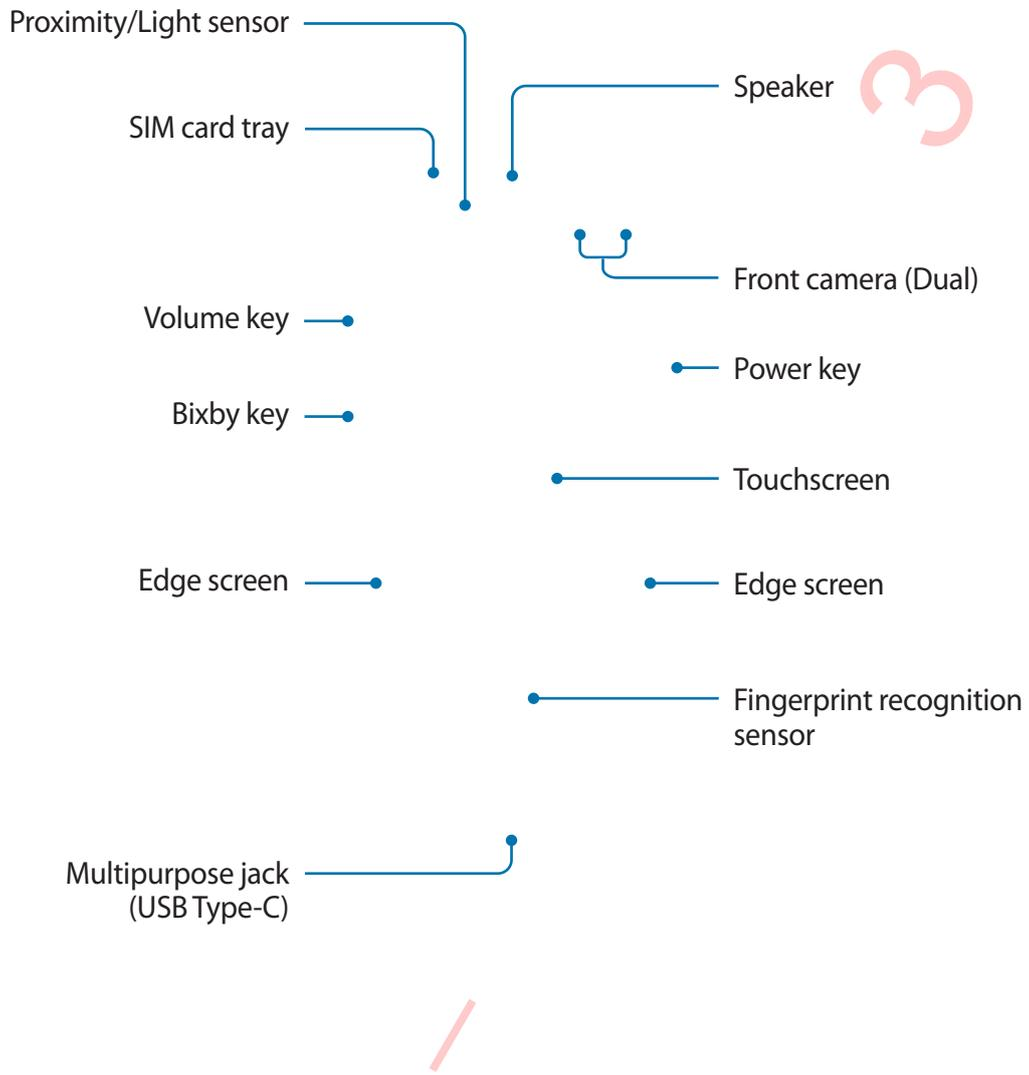 Proximity/Light sensor
Speaker
SIM card tray
Front camera (Dual)
Volume key
Power key
Bixby key
Touchscreen
Edge screen
Edge screen
Fingerprint recognition
sensor
Multipurpose jack
(USB Type-C)
3
/